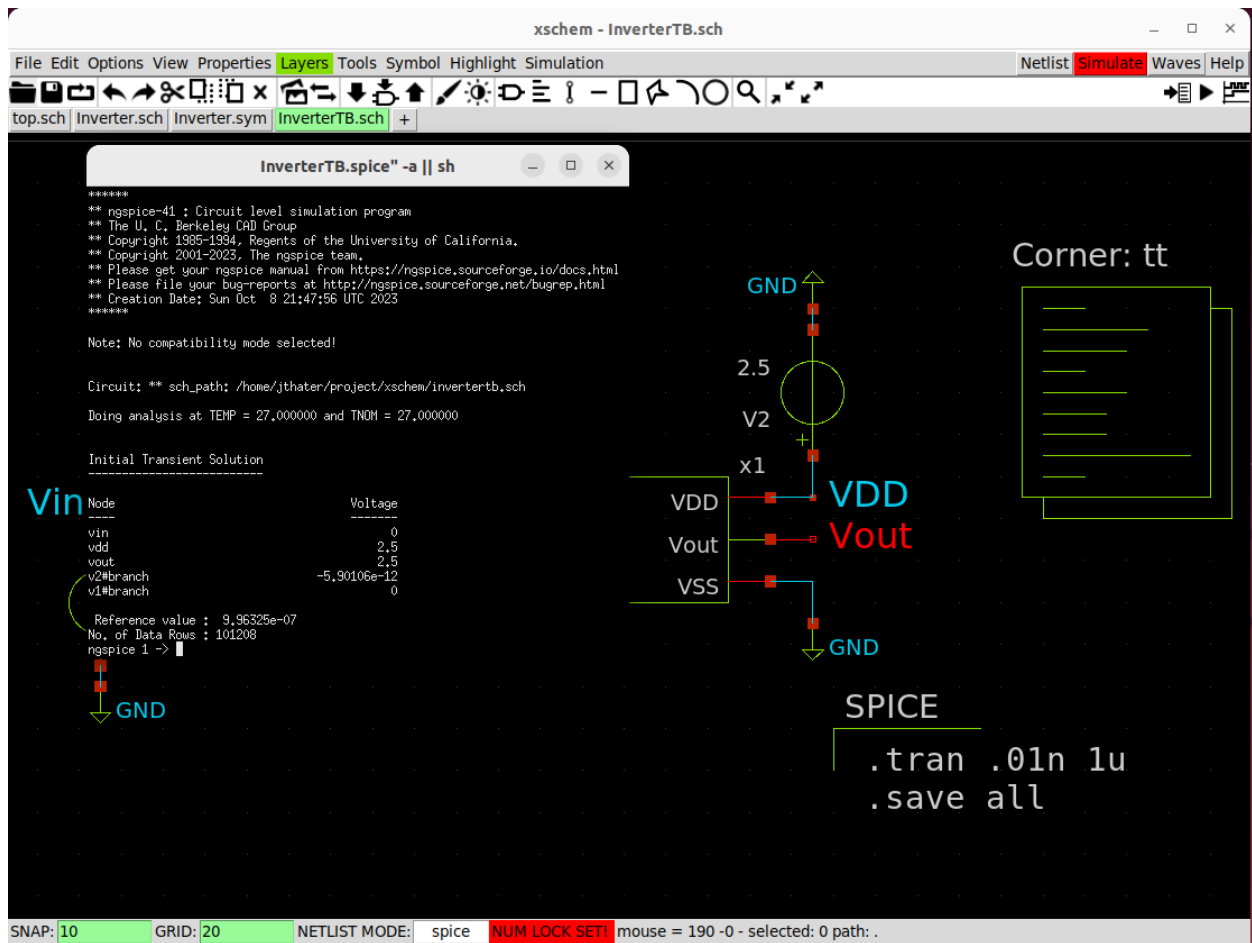 xschem - InverterTB.sch
File Edit Options View Properties Layers Tools Symbol Highlight Simulation Netlist Simulate Waves Help
top.sch Inverter.sch Inverter.sym InverterTB.sch +
InverterTB.spice" -a || sh
******
** ngspice-41 : Circuit level simulation program
** The U. C. Berkeley CAD Group
** Copyright 1985-1994, Regents of the University of California.
** Copyright 2001-2023, The ngspice team.
** Please get your ngspice manual from https://ngspice.sourceforge.io/docs.html
** Please file your bug-reports at http://ngspice.sourceforge.net/bugrep.html
** Creation Date: Sun Oct  8 21:47:56 UTC 2023
******
Note: No compatibility mode selected!
Circuit: ** sch_path: /home/jthater/project/xschem/invertertb.sch
Doing analysis at TEMP = 27.000000 and TNOM = 27.000000
Initial Transient Solution
--------------------------
Node Voltage
---- -------
vin 0
vdd 2.5
vout 2.5
v2#branch -5.90106e-12
v1#branch 0
Reference value : 9.96325e-07
No. of Data Rows : 101208
ngspice 1 ->
Vin
GND
GND
2.5
V2
+
x1
VDD
VDD
Vout
Vout
VSS
GND
Corner: tt
SPICE
.tran .01n 1u
.save all
SNAP: 10 GRID: 20 NETLIST MODE: spice NUM LOCK SET! mouse = 190 -0 - selected: 0 path: .